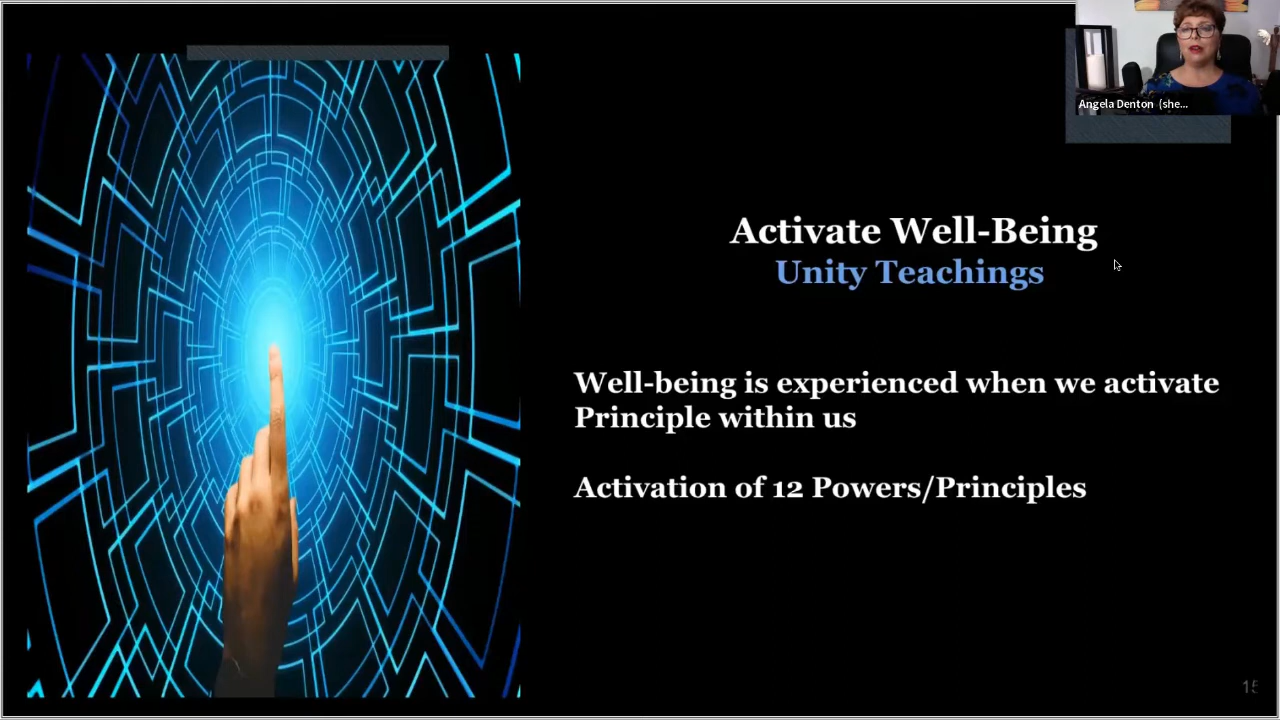 Angela Denton (she...
Activate Well-Being
Unity Teachings
Well-being is experienced when we activate
Principle within us
Activation of 12 Powers/Principles